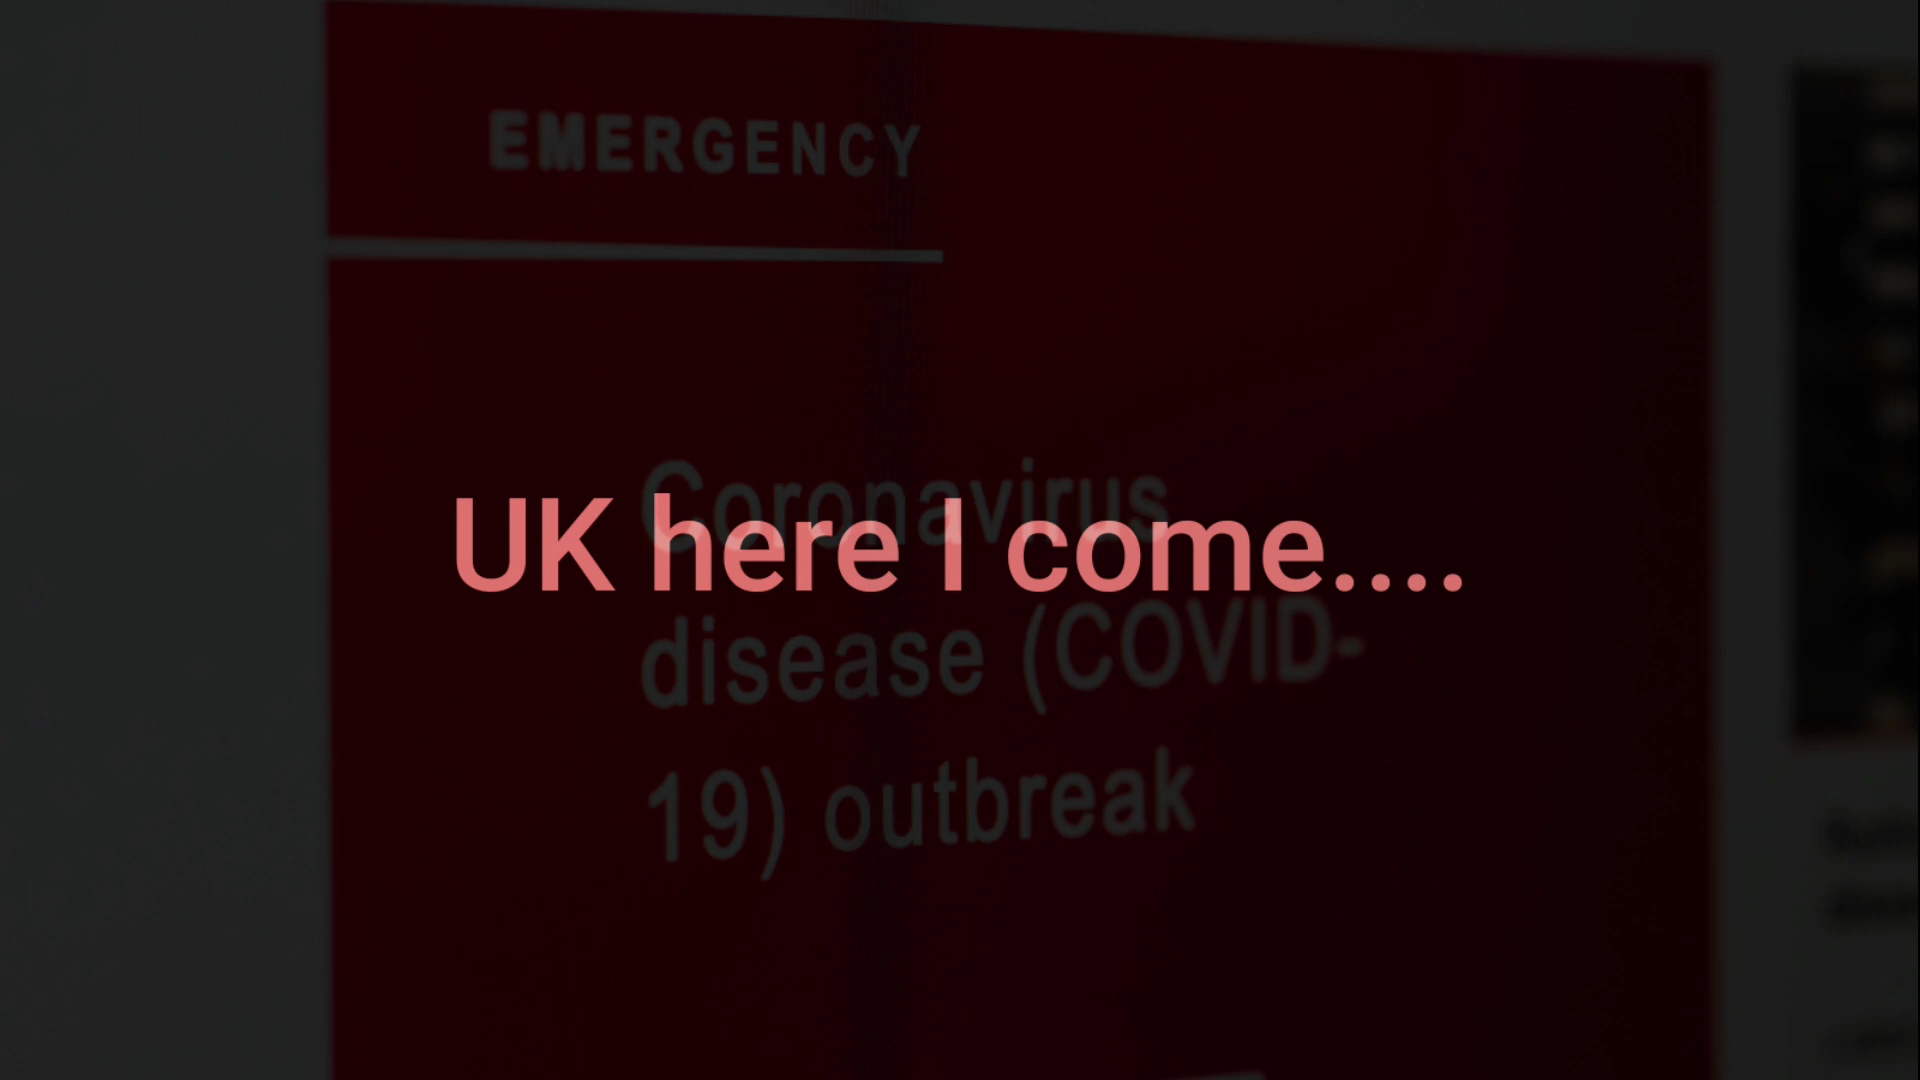 EMERGENCY
Coronavirus
UK here I come....
disease (COVID-
19) outbreak